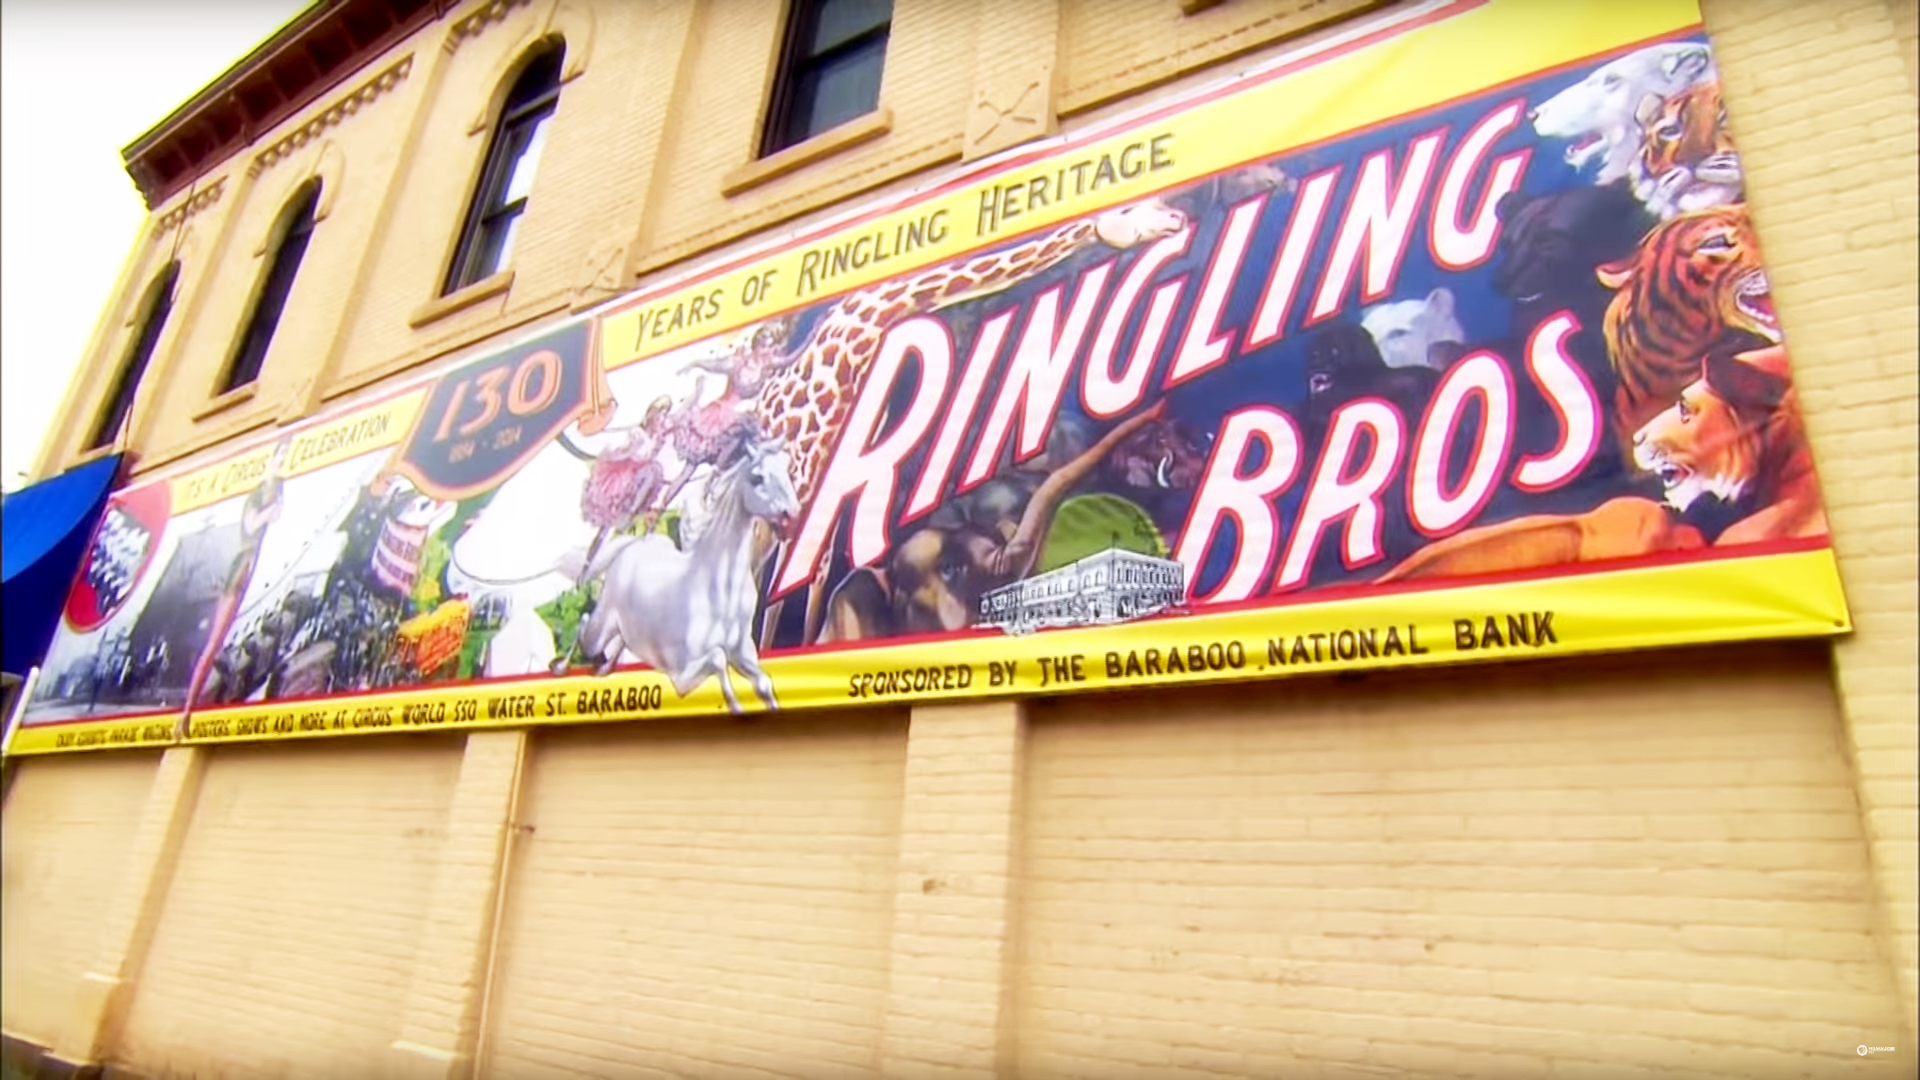 IT'S A CIRCUS CELEBRATION
130
1884 - 2014
YEARS OF RINGLING HERITAGE
RINGLING
BROS
POSTERS SHOWS AND MORE AT CIRCUS WORLD 550 WATER ST. BARABOO
SPONSORED BY THE BARABOO NATIONAL BANK